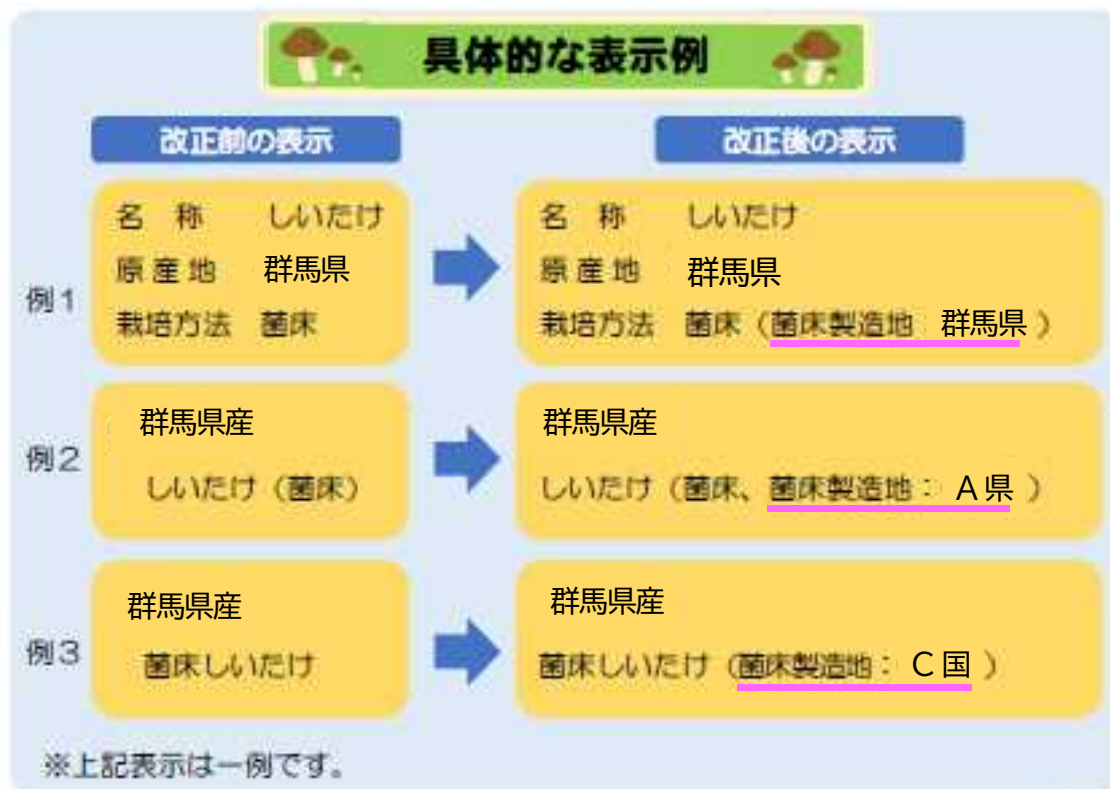 具体的な表示例
改正前の表示
改正後の表示
例1
名 称 しいたけ
原 産 地 群馬県
栽培方法 菌床
名 称 しいたけ
原 産 地 群馬県
栽培方法 菌床（菌床製造地：群馬県）
例2
群馬県産
しいたけ（菌床）
群馬県産
しいたけ（菌床、菌床製造地：A県）
例3
群馬県産
菌床しいたけ
群馬県産
菌床しいたけ（菌床製造地：C国）
※上記表示は一例です。